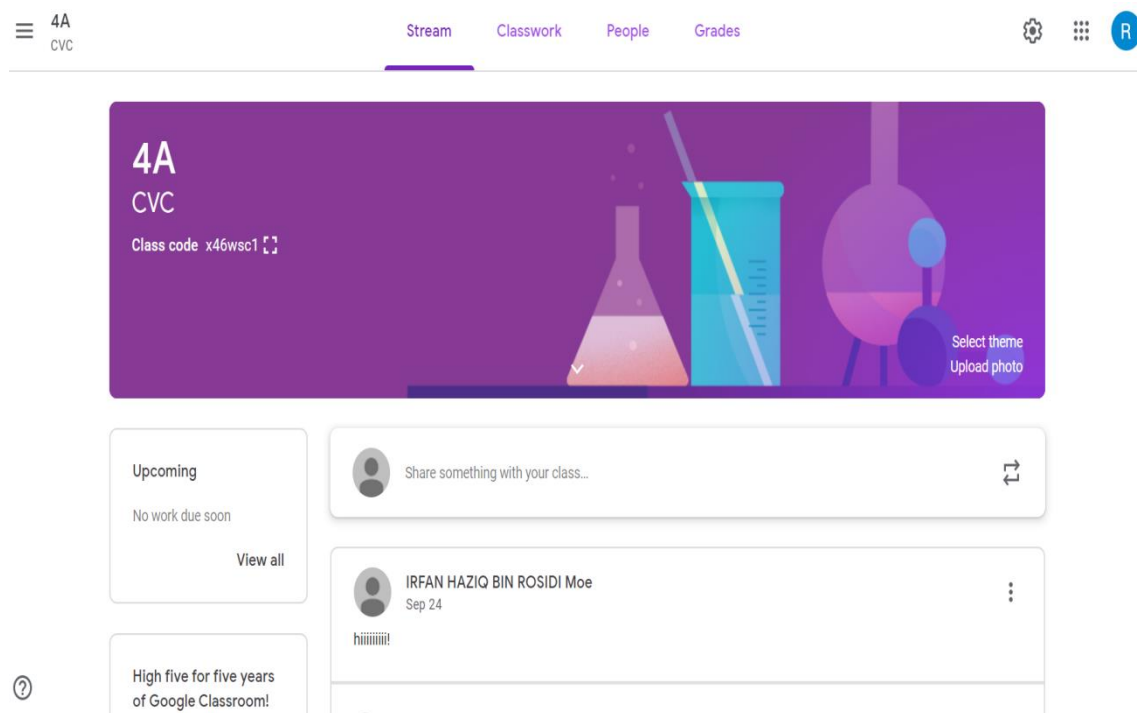 4A
CVC
Stream
Classwork
People
Grades
R
4A
CVC
Class code x46wsc1
Select theme
Upload photo
Upcoming
No work due soon
View all
Share something with your class...
IRFAN HAZIQ BIN ROSIDI Moe
Sep 24
hiiiiiiiii!
High five for five years
of Google Classroom!